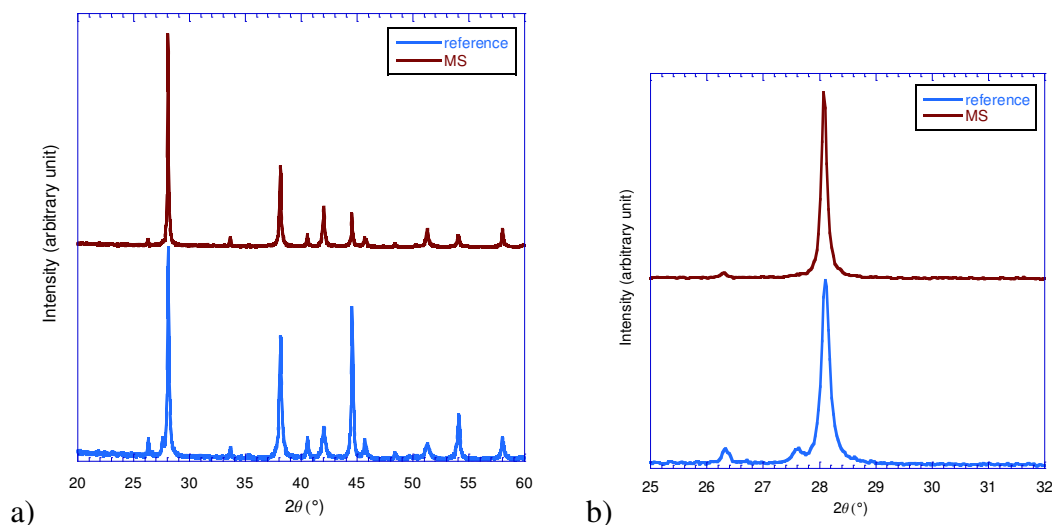 reference
MS
Intensity (arbitrary unit)
20 25 30 35 40 45 50 55 60
2θ (°)
a)
reference
MS
Intensity (arbitrary unit)
25 26 27 28 29 30 31 32
2θ (°)
b)